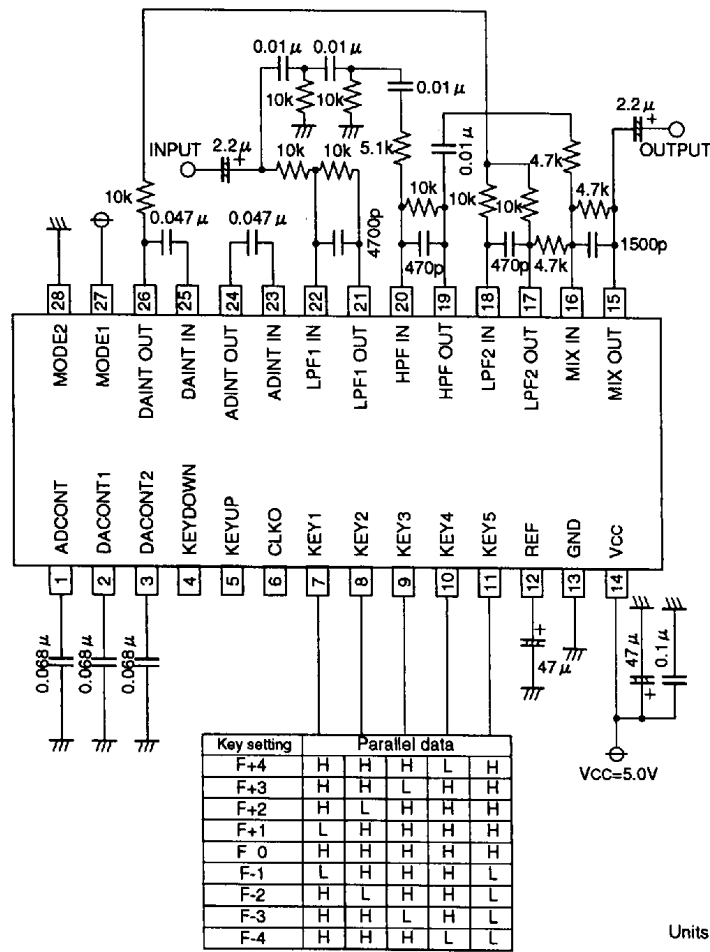 0.01μ 0.01μ
10k 10k
0.01μ
2.2μ
INPUT
2.2μ +
OUTPUT
+
10k 10k
5.1k
0.01μ
4.7k
4.7k
10k
0.047μ
0.047μ
4700p
10k
470p
10k
10k
470p
4.7k
1500p
28 27 26 25 24 23 22 21 20 19 18 17 16 15
MODE2
MODE1
DAINT OUT
DAINT IN
ADINT OUT
ADINT IN
LPF1 IN
LPF1 OUT
HPF IN
HPF OUT
LPF2 IN
LPF2 OUT
MIX IN
MIX OUT
ADCONT
DACONT1
DACONT2
KEYDOWN
KEYUP
CLKO
KEY1
KEY2
KEY3
KEY4
KEY5
REF
GND
VCC
1 2 3 4 5 6 7 8 9 10 11 12 13 14
0.068μ
0.068μ
0.068μ
+
47μ
47μ
+
0.1μ
VCC=5.0V
Key setting Parallel data
F+4 H H H L H
F+3 H H L H H
F+2 H L H H H
F+1 L H H H H
F 0 H H H H H
F-1 L H H H L
F-2 H L H H L
F-3 H H L H L
F-4 H H H L L
Units